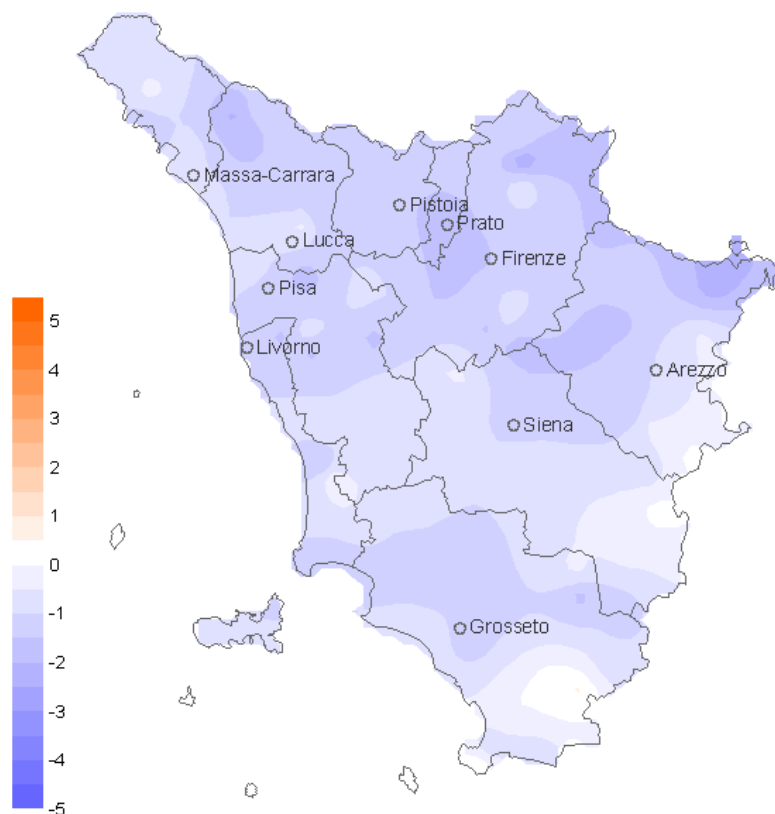 Massa-Carrara
Pistoia
Prato
Lucca
Firenze
Pisa
Livorno
Arezzo
Siena
Grosseto
5
4
3
2
1
0
-1
-2
-3
-4
-5